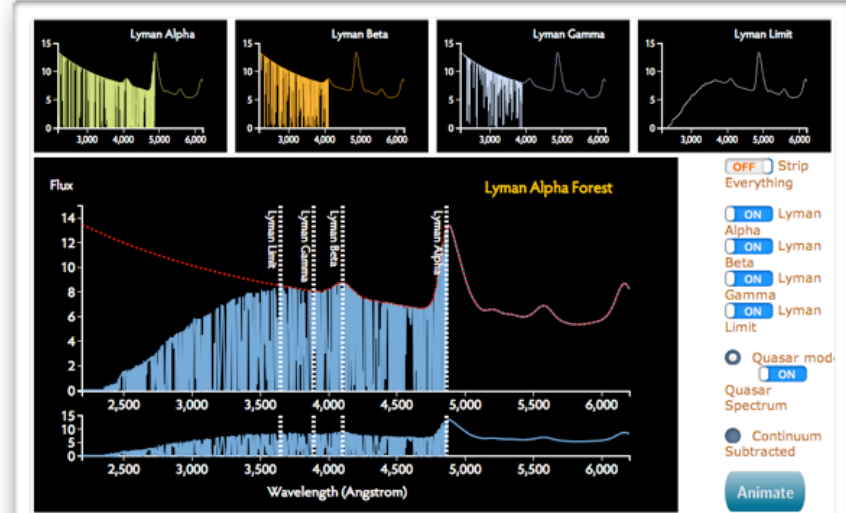 Lyman Alpha
15
10
5
0
3,000 4,000 5,000 6,000
Lyman Beta
15
10
5
0
3,000 4,000 5,000 6,000
Lyman Gamma
15
10
5
0
3,000 4,000 5,000 6,000
Lyman Limit
15
10
5
0
3,000 4,000 5,000 6,000
Flux
Lyman Alpha Forest
14
12
10
8
6
4
2
0
Lyman Limit
Lyman Gamma
Lyman Beta
Lyman Alpha
2,500 3,000 3,500 4,000 4,500 5,000 5,500 6,000
15
10
5
0
2,500 3,000 3,500 4,000 4,500 5,000 5,500 6,000
Wavelength (Angstrom)
OFF Strip
Everything
ON Lyman
Alpha
ON Lyman
Beta
ON Lyman
Gamma
ON Lyman
Limit
Quasar mod
ON
Quasar
Spectrum
Continuum
Subtracted
Animate